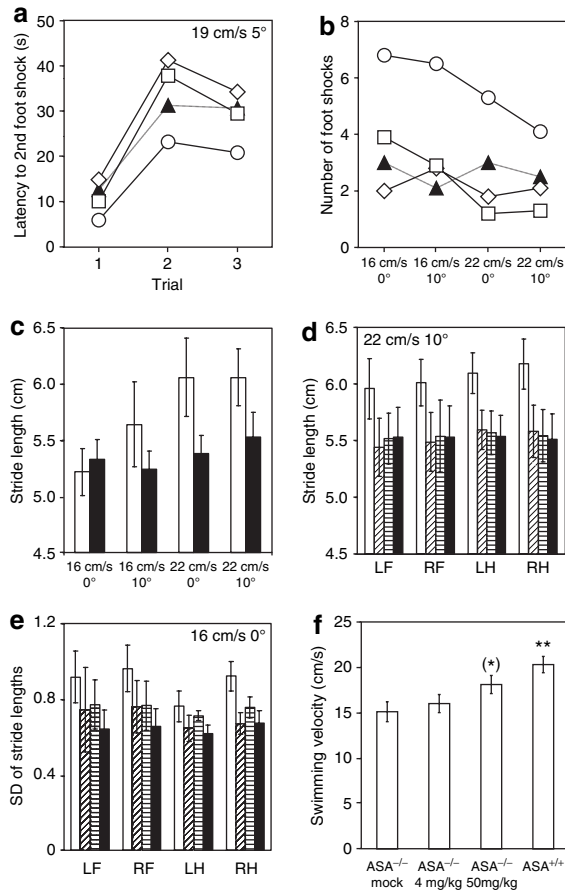 a
Latency to 2nd foot shock (s)
50
40
30
20
10
0
19 cm/s 5°
1
2
3
Trial
b
Number of foot shocks
8
6
4
2
0
16 cm/s 0°
16 cm/s 10°
22 cm/s 0°
22 cm/s 10°
c
Stride length (cm)
6.5
6.0
5.5
5.0
4.5
16 cm/s 0°
16 cm/s 10°
22 cm/s 0°
22 cm/s 10°
d
Stride length (cm)
6.5
6.0
5.5
5.0
4.5
22 cm/s 10°
LF
RF
LH
RH
e
SD of stride lengths
1.2
0.8
0.4
0
16 cm/s 0°
LF
RF
LH
RH
f
Swimming velocity (cm/s)
25
20
15
10
5
0
(*)
**
ASA−/− mock
ASA−/− 4 mg/kg
ASA−/− 50mg/kg
ASA+/+